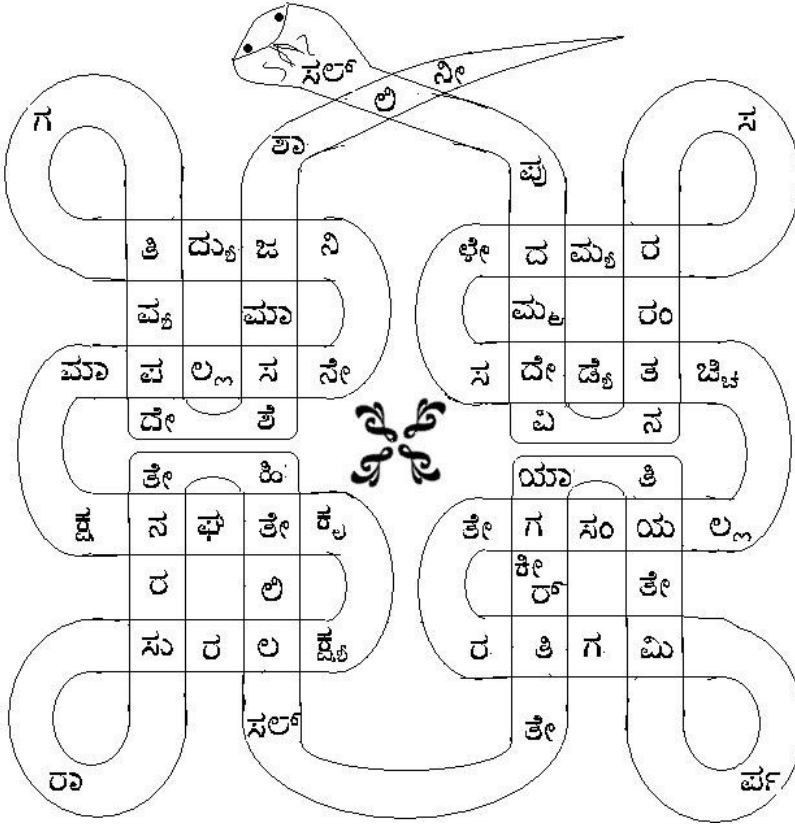 ಸಲ್ ಲಿ ನೀ
ಗ ಶಾ ಪು ಸ
ತಿ ದ್ಯು ಜ ನಿ ಳೇ ದ ಮ್ಯ ರ
ಪ್ಯ ಮಾ ಮ್ಮ ರಂ
ಮಾ ಪ ಲ್ಲ ಸ ಸೇ ಸ ದೇ ಡ್ಯೆ ತ ಚ್ಚಿ
ದೇ ತೆ ವಿ ನ
ತೇ ಹಿ ಯಾ ತಿ
ಕ್ಷ ನ ಘ ತೇ ಕೃ ತೇ ಗ ಸಂ ಯ ಲ್ಲ
ರ ಲಿ ಕೀರ್ ತೇ
ಸು ರ ಲ ಕ್ಷ್ಯ ರ ತಿ ಗ ಮಿ
ಸಲ್ ತೇ
ರಾ ರ್ಪ